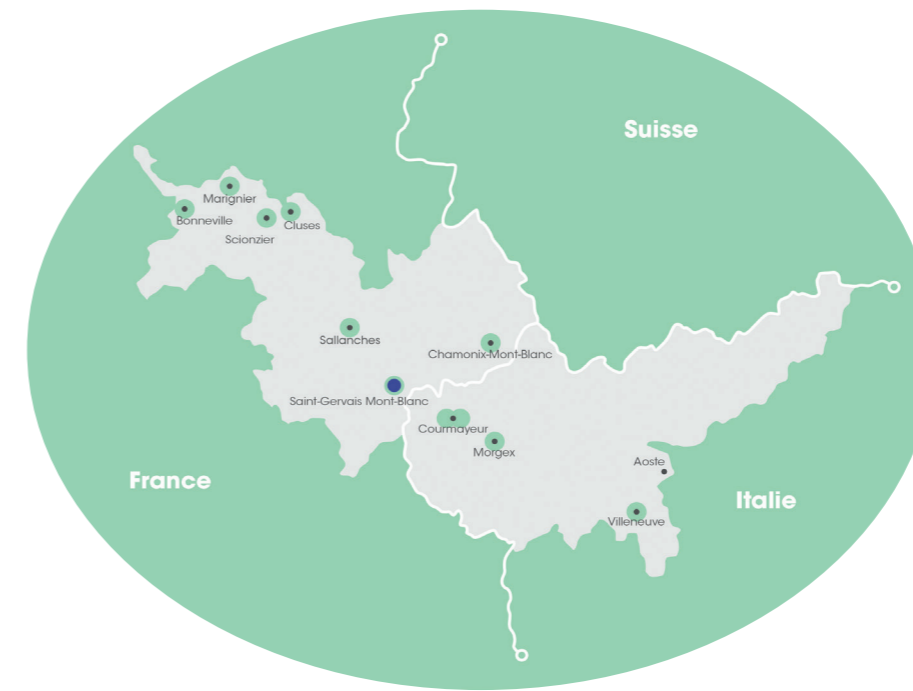 Suisse
Marignier
Bonneville
Cluses
Scionzier
Sallanches
Chamonix-Mont-Blanc
Saint-Gervais Mont-Blanc
Courmayeur
Morgex
Aoste
France
Italie
Villeneuve